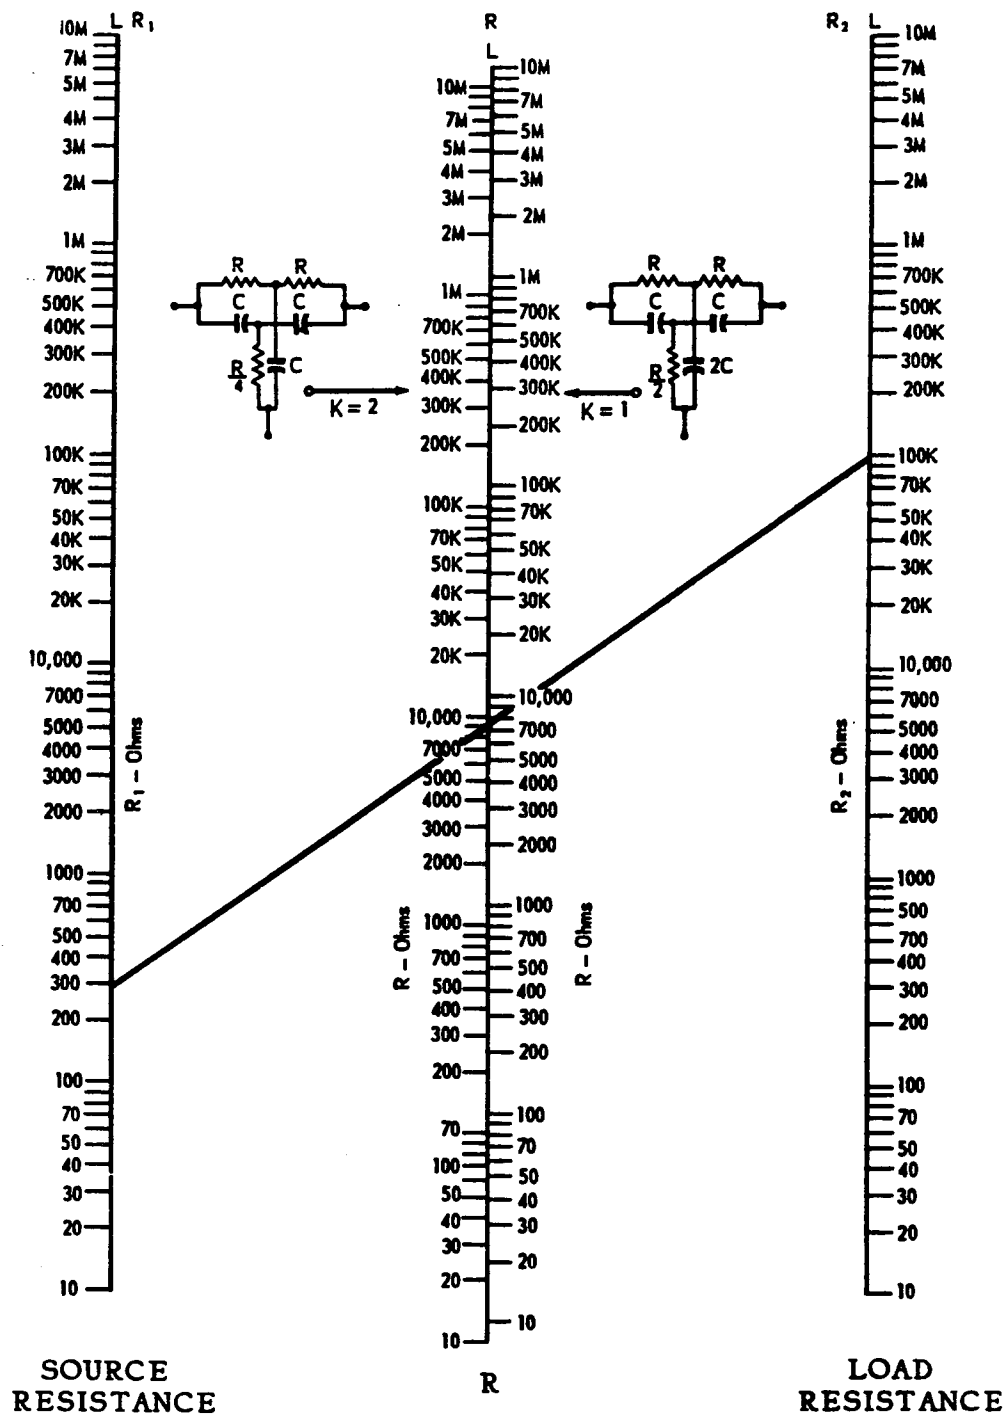 L R₁
10M
7M
5M
4M
3M
2M
1M
700K
500K
400K
300K
200K
100K
70K
50K
40K
30K
20K
10,000
7000
5000
4000
3000
2000
1000
700
500
400
300
200
100
70
50
40
30
20
10
R₁ – Ohms
SOURCE
RESISTANCE
R R
C C
R
4
C
K = 2
R
L
10M
7M
5M
4M
3M
2M
1M
700K
500K
400K
300K
200K
100K
70K
50K
40K
30K
20K
10,000
7000
5000
4000
3000
2000
1000
700
500
400
300
200
70
100
50
40
30
20
10
R – Ohms
10M
7M
5M
4M
3M
2M
1M
700K
500K
400K
300K
200K
100K
70K
50K
40K
30K
20K
10,000
7000
5000
4000
3000
2000
1000
700
500
400
300
200
100
70
50
40
30
20
10
R – Ohms
R
R R
C C
R
2
2C
K = 1
R₂ L
10M
7M
5M
4M
3M
2M
1M
700K
500K
400K
300K
200K
100K
70K
50K
40K
30K
20K
10,000
7000
5000
4000
3000
2000
1000
500
700
400
300
200
100
70
50
40
30
20
10
R₂ – Ohms
LOAD
RESISTANCE